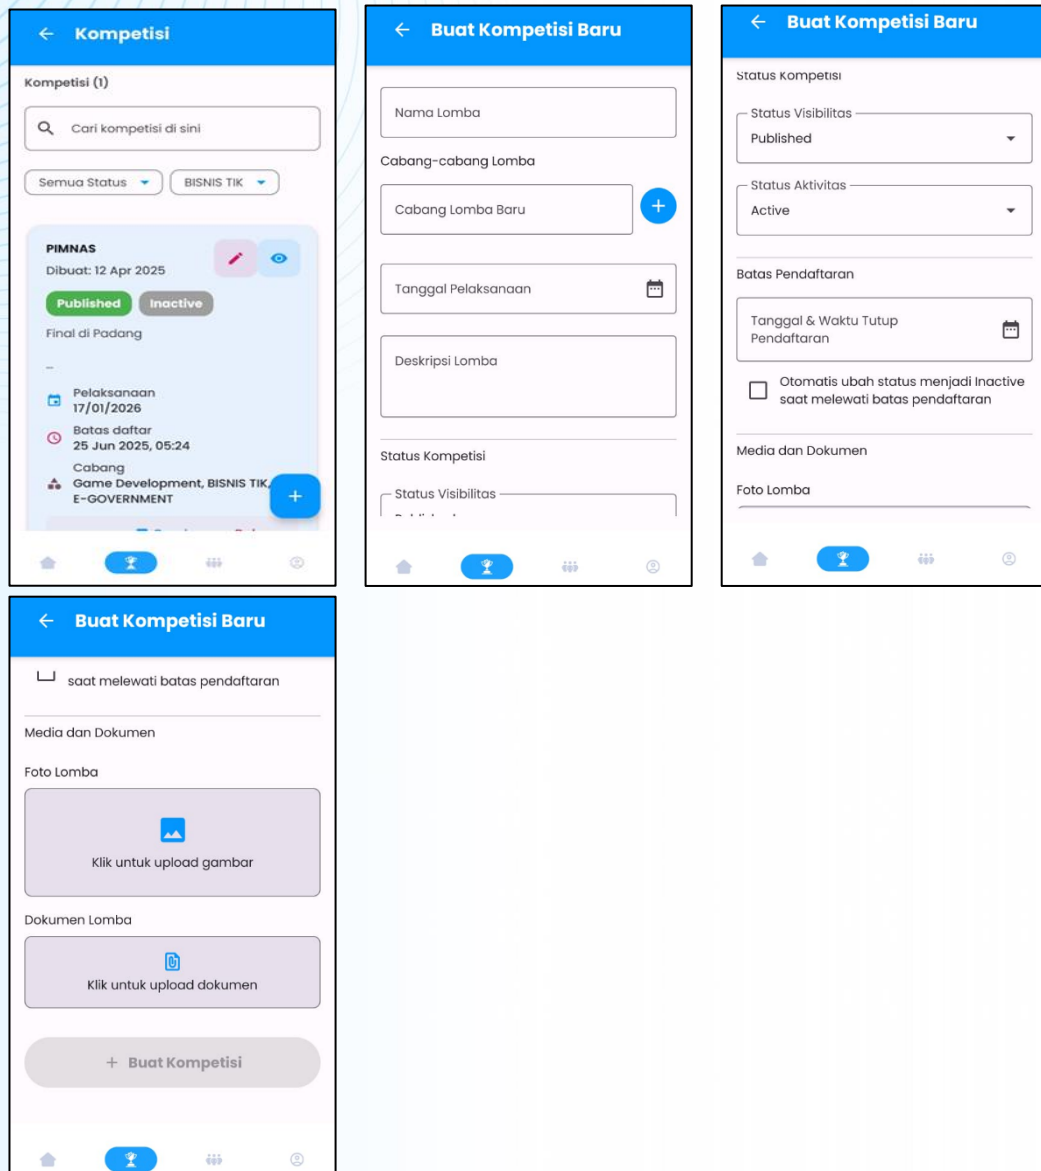 Kompetisi
Kompetisi (1)
Cari kompetisi di sini
Semua Status
BISNIS TIK
PIMNAS
Dibuat: 12 Apr 2025
Published
Inactive
Final di Padang
--
Pelaksanaan
17/01/2026
Batas daftar
25 Jun 2025, 05:24
Cabang
Game Development, BISNIS TIK,
E-GOVERNMENT
Buat Kompetisi Baru
Nama Lomba
Cabang-cabang Lomba
Cabang Lomba Baru
Tanggal Pelaksanaan
Deskripsi Lomba
Status Kompetisi
Status Visibilitas
Buat Kompetisi Baru
Status Kompetisi
Status Visibilitas
Published
Status Aktivitas
Active
Batas Pendaftaran
Tanggal & Waktu Tutup
Pendaftaran
Otomatis ubah status menjadi Inactive
saat melewati batas pendaftaran
Media dan Dokumen
Foto Lomba
Buat Kompetisi Baru
saat melewati batas pendaftaran
Media dan Dokumen
Foto Lomba
Klik untuk upload gambar
Dokumen Lomba
Klik untuk upload dokumen
+ Buat Kompetisi